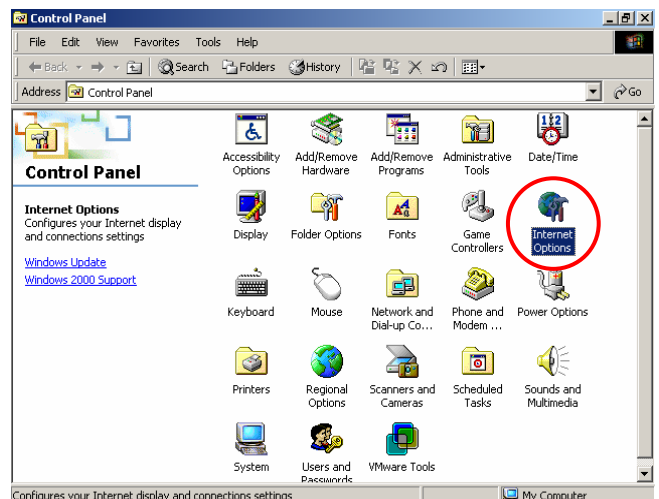 Control Panel
File Edit View Favorites Tools Help
Back Search Folders History
Address Control Panel Go
Control Panel
Internet Options
Configures your Internet display
and connections settings
Windows Update
Windows 2000 Support
Accessibility
Options
Add/Remove
Hardware
Add/Remove
Programs
Administrative
Tools
12
Date/Time
Display
Folder Options
Fonts
Game
Controllers
Internet
Options
Keyboard
Mouse
Network and
Dial-up Co...
Phone and
Modem ...
Power Options
Printers
Regional
Options
Scanners and
Cameras
Scheduled
Tasks
Sounds and
Multimedia
System
Users and
Passwords
VMware Tools
Configures your Internet display and connections settings My Computer